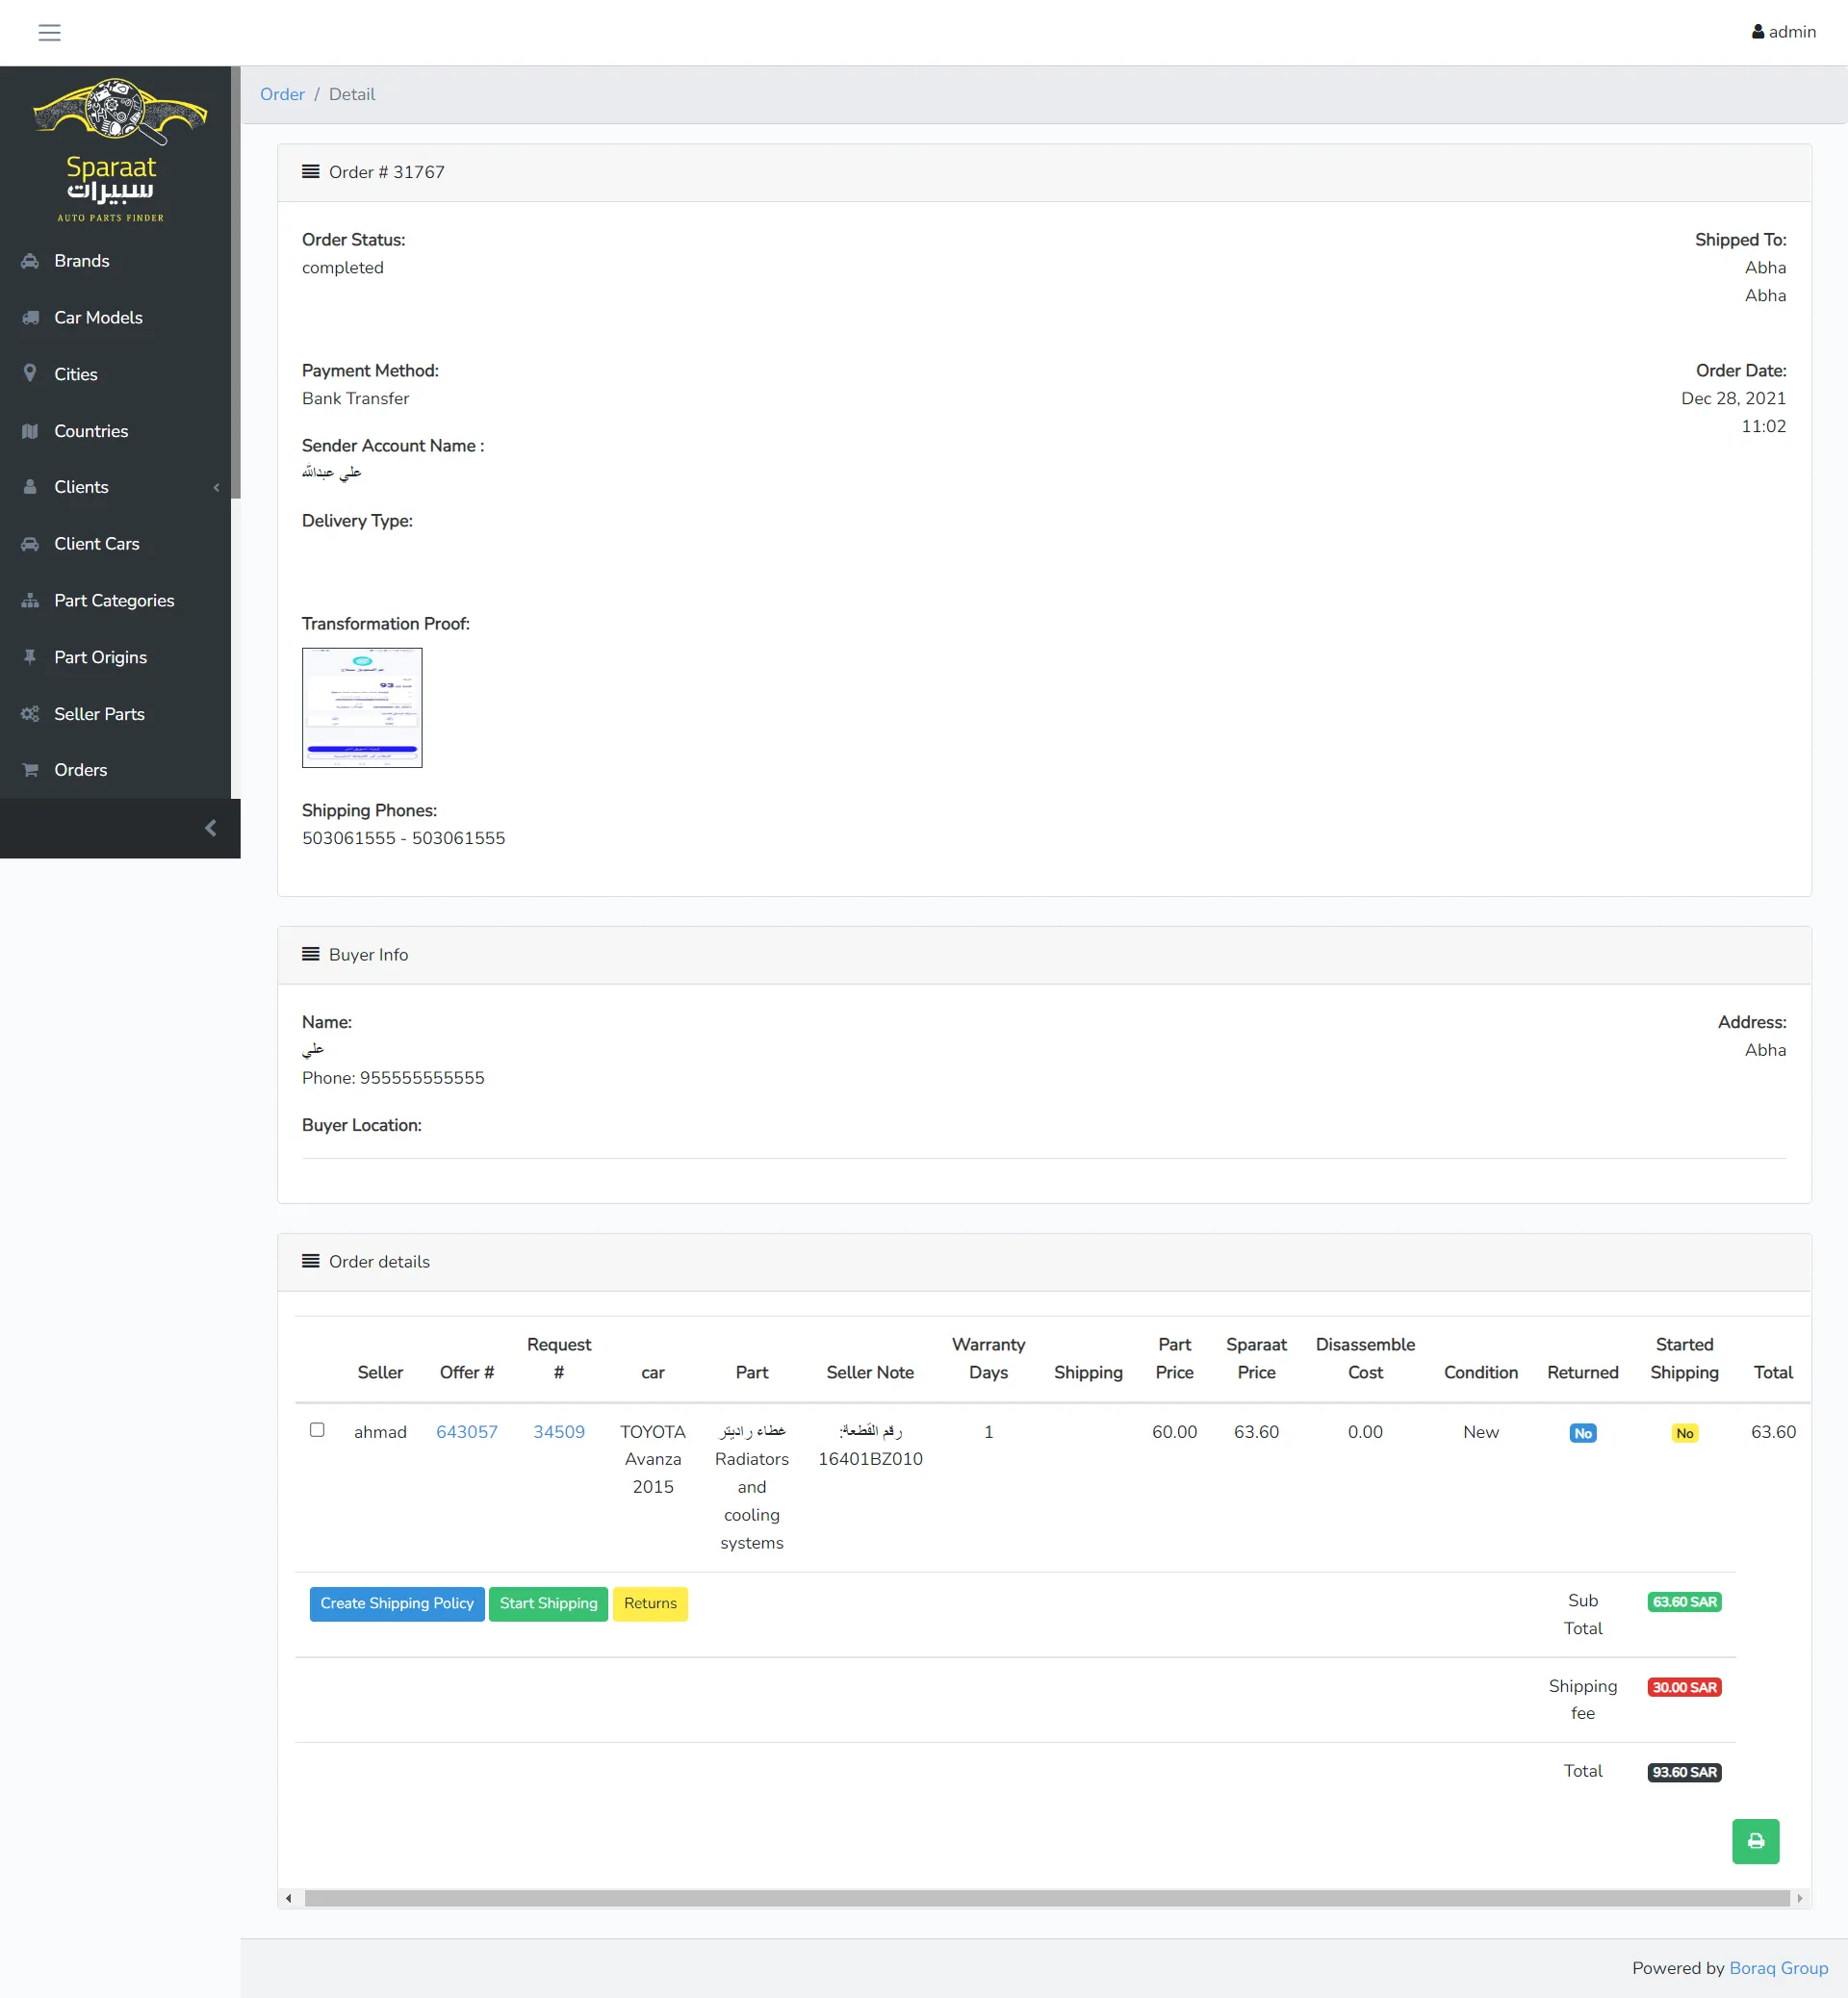 admin
Sparaat
سبيرات
AUTO PARTS FINDER
Brands
Car Models
Cities
Countries
Clients
Client Cars
Part Categories
Part Origins
Seller Parts
Orders
Order / Detail
Order # 31767
Order Status:
completed
Shipped To:
Abha
Abha
Payment Method:
Bank Transfer
Order Date:
Dec 28, 2021
11:02
Sender Account Name :
علي عبدالله
Delivery Type:
Transformation Proof:
93
Shipping Phones:
503061555 - 503061555
Buyer Info
Name:
علي
Phone: 955555555555
Address:
Abha
Buyer Location:
Order details
Seller Offer # Request # car Part Seller Note Warranty Days Shipping Part Price Sparaat Price Disassemble Cost Condition Returned Started Shipping Total
ahmad 643057 34509 TOYOTA غطاء راديتر رقم القطعة: 1 60.00 63.60 0.00 New No No 63.60
Avanza Radiators 16401BZ010
2015 and
cooling
systems
Create Shipping Policy Start Shipping Returns
Sub Total 63.60 SAR
Shipping fee 30.00 SAR
Total 93.60 SAR
Powered by Boraq Group